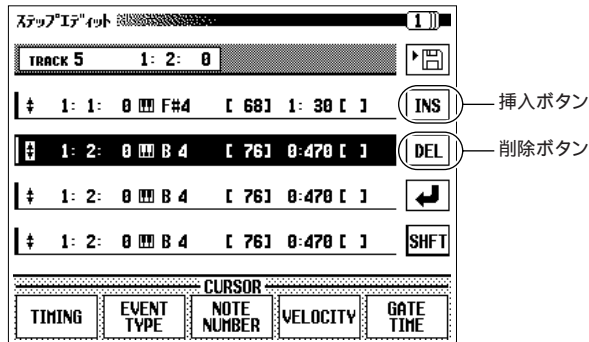 ステップエディット 1
TRACK 5 1: 2: 0
1: 1: 0 F#4 [ 68] 1: 30 [ ] INS 挿入ボタン
1: 2: 0 B 4 [ 76] 0:470 [ ] DEL 削除ボタン
1: 2: 0 B 4 [ 76] 0:470 [ ]
1: 2: 0 B 4 [ 76] 0:470 [ ] SHFT
CURSOR
TIMING EVENT TYPE NOTE NUMBER VELOCITY GATE TIME